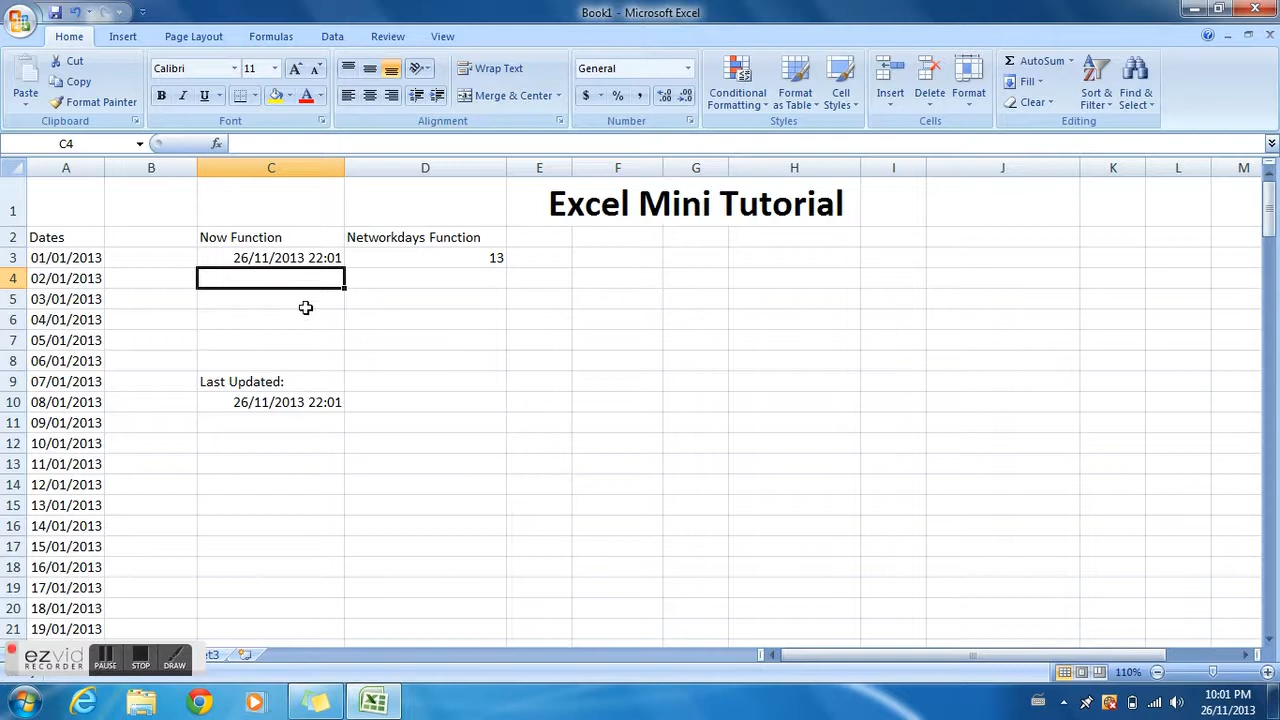 Book1 - Microsoft Excel
Home Insert Page Layout Formulas Data Review View
Paste
Cut
Copy
Format Painter
Clipboard
Calibri 11
B I U
Font
Wrap Text
Merge & Center
Alignment
General
$ % ,
Number
Conditional Formatting
Format as Table
Cell Styles
Styles
Insert Delete Format
Cells
AutoSum
Fill
Clear
Sort & Filter
Find & Select
Editing
C4 fx
A B C D E F G H I J K L M
1 Excel Mini Tutorial
2 Dates Now Function Networkdays Function
3 01/01/2013 26/11/2013 22:01 13
4 02/01/2013
5 03/01/2013
6 04/01/2013
7 05/01/2013
8 06/01/2013
9 07/01/2013 Last Updated:
10 08/01/2013 26/11/2013 22:01
11 09/01/2013
12 10/01/2013
13 11/01/2013
14 12/01/2013
15 13/01/2013
16 14/01/2013
17 15/01/2013
18 16/01/2013
19 17/01/2013
20 18/01/2013
21 19/01/2013
ezvid
RECORDER
PAUSE STOP DRAW
110%
10:01 PM
26/11/2013